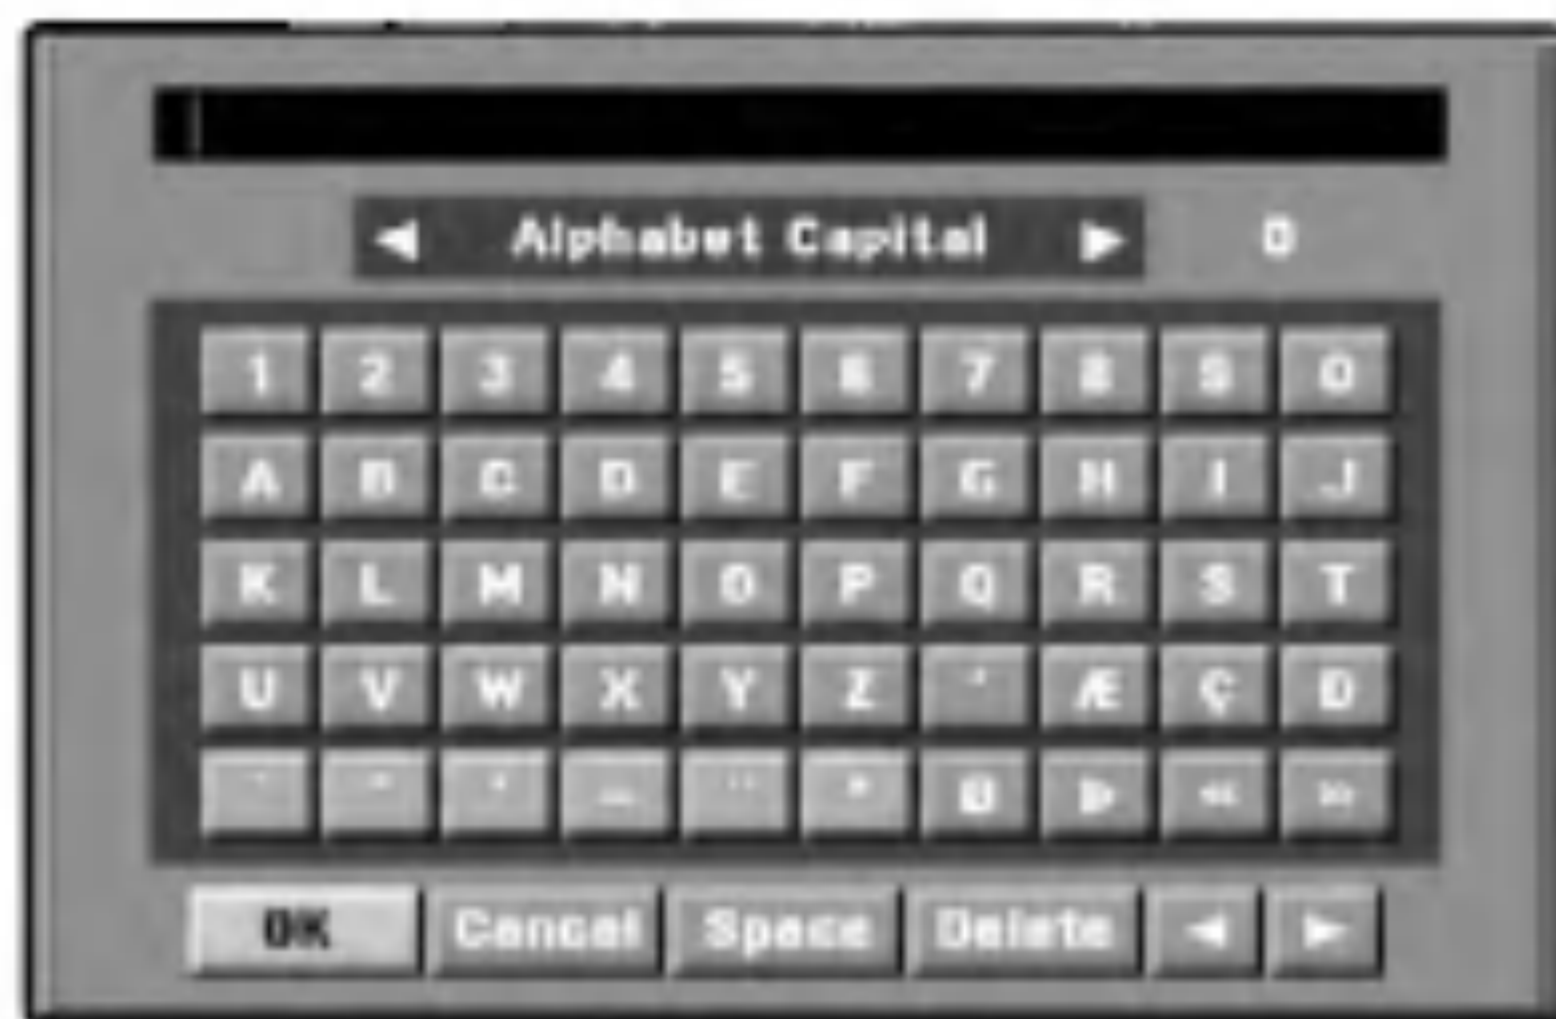 ◀ Alphabet Capital ▶ 0
1 2 3 4 5 6 7 8 9 0
A B C D E F G H I J
K L M N O P Q R S T
U V W X Y Z ' Æ Ç Ð
Ø « »
OK Cancel Space Delete ◀ ▶